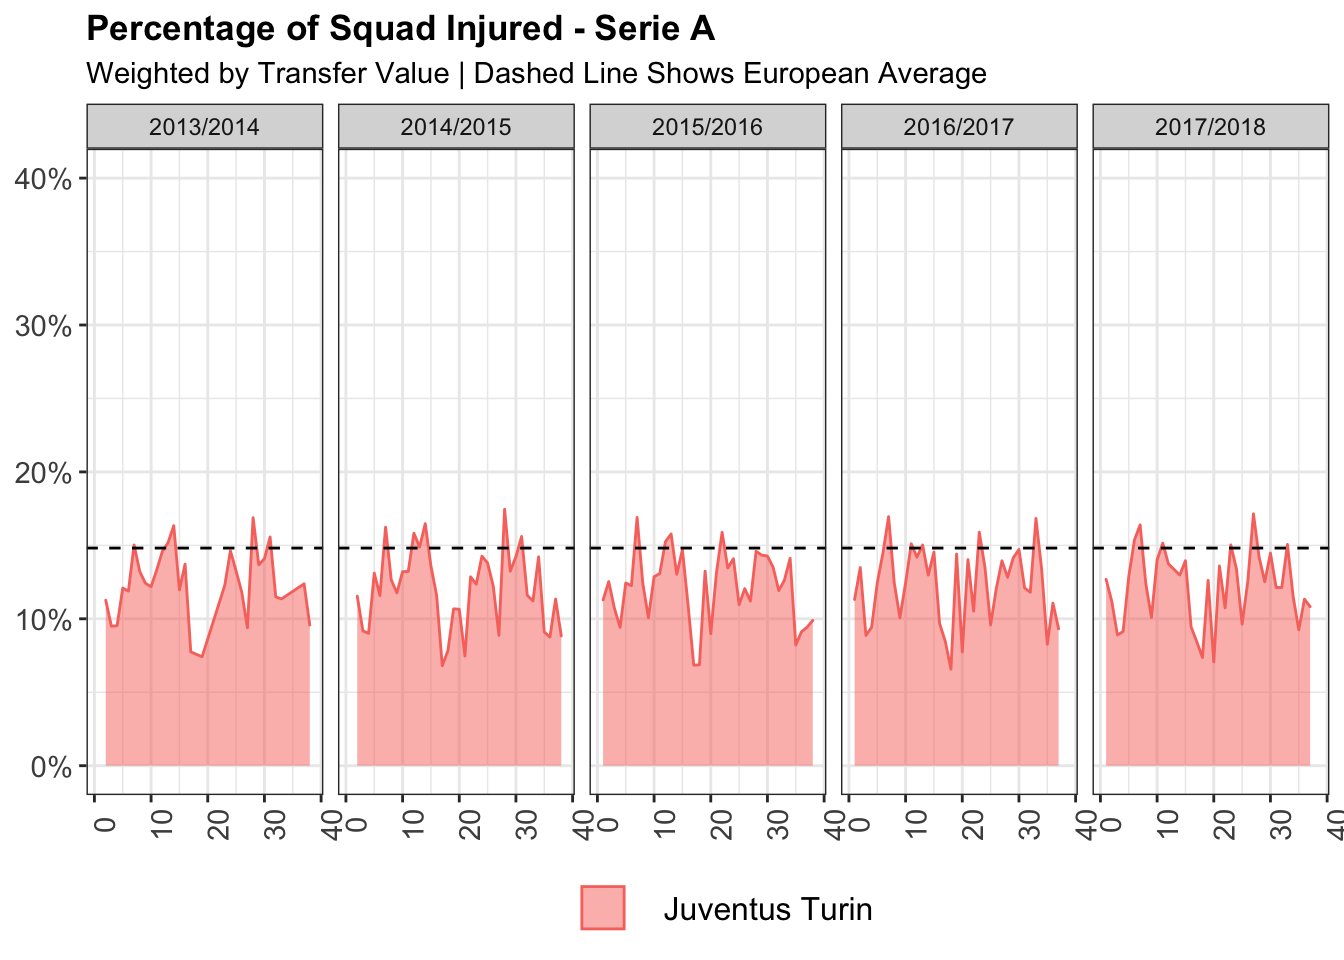 Percentage of Squad Injured - Serie A
Weighted by Transfer Value | Dashed Line Shows European Average
2013/2014 2014/2015 2015/2016 2016/2017 2017/2018
40%
30%
20%
10%
0%
0 10 20 30 40 0 10 20 30 40 0 10 20 30 40 0 10 20 30 40 0 10 20 30 40
Juventus Turin